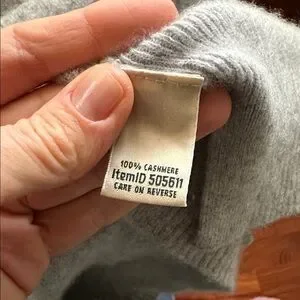 100% CASHMERE
ItemID 505611
CARE ON REVERSE